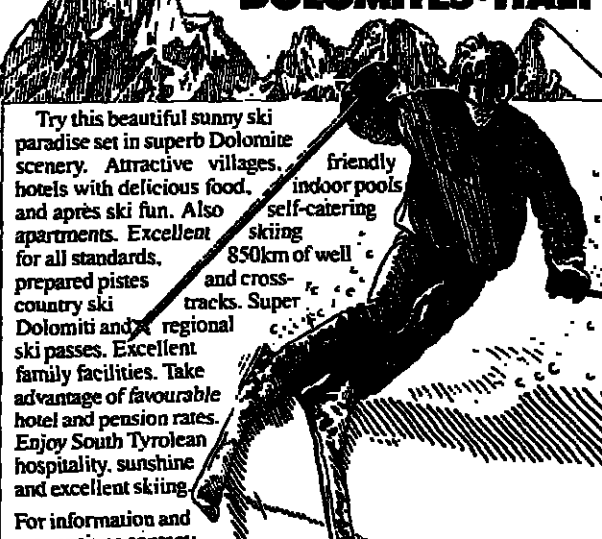 DOLOMITES·ITALY
Try this beautiful sunny ski
paradise set in superb Dolomite
scenery. Attractive villages, friendly
hotels with delicious food, indoor pools
and après ski fun. Also self-catering
apartments. Excellent skiing
for all standards, 850km of well
prepared pistes and cross-
country ski tracks. Super
Dolomiti and regional
ski passes. Excellent
family facilities. Take
advantage of favourable
hotel and pension rates.
Enjoy South Tyrolean
hospitality, sunshine
and excellent skiing.
For information and